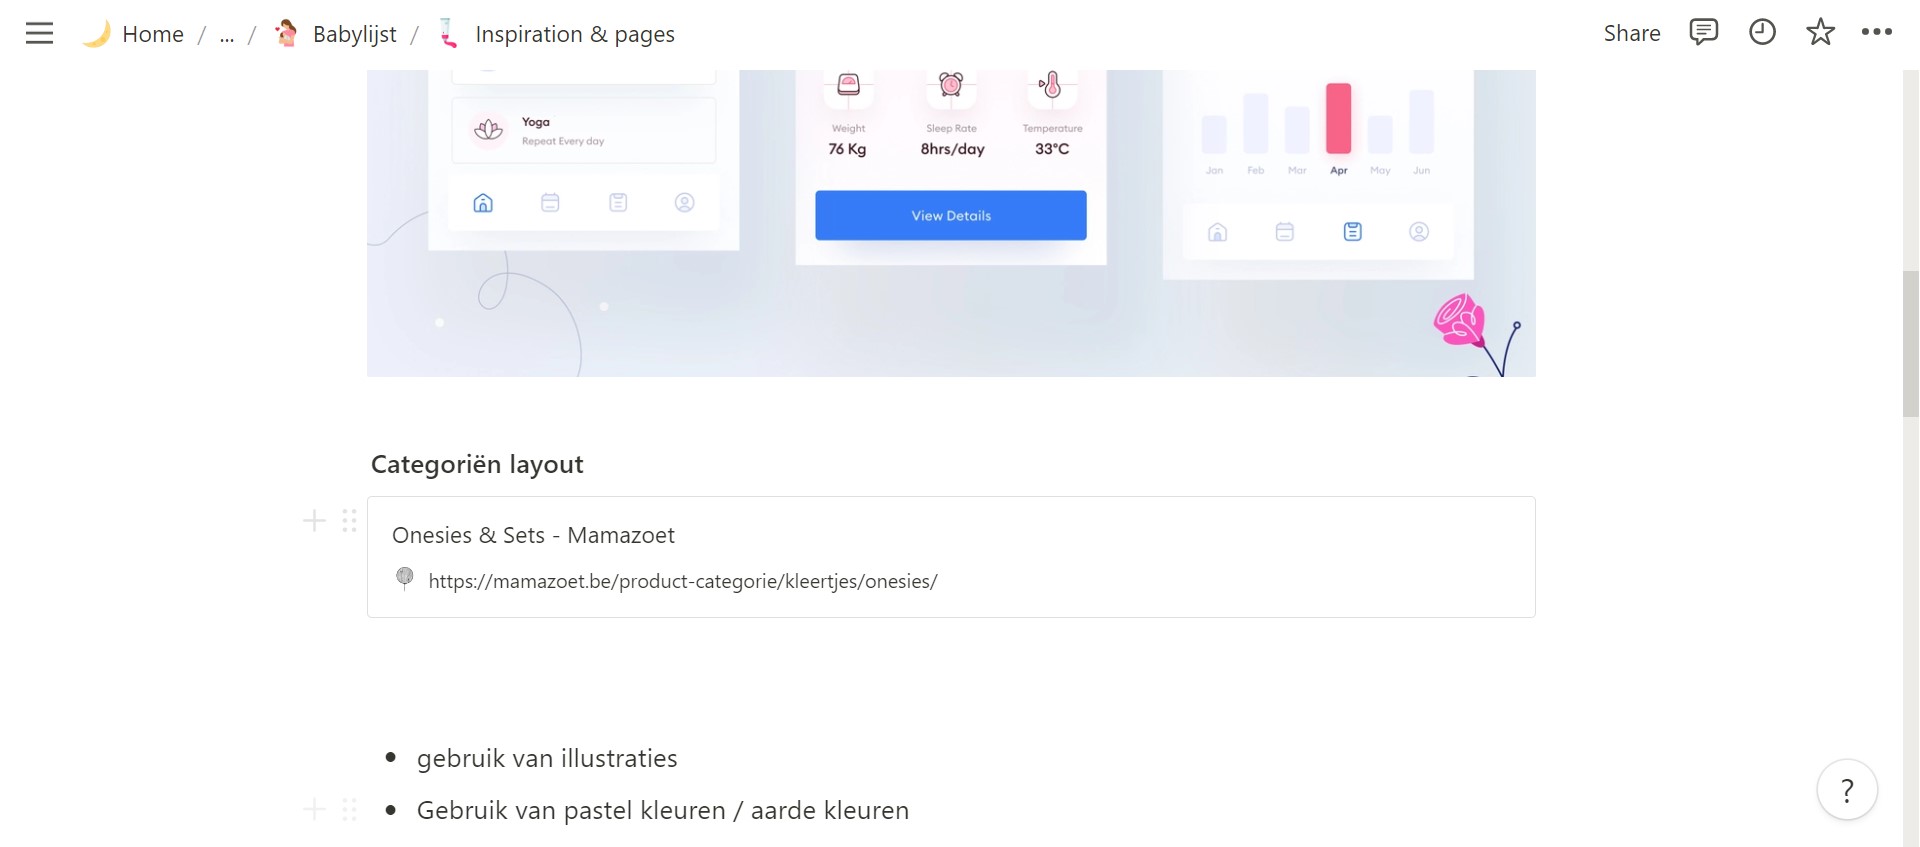 Home / ... / Babylijst / Inspiration & pages
Share
Yoga
Repeat Every day
Weight
76 Kg
Sleep Rate
8hrs/day
Temperature
33°C
View Details
Jan Feb Mar Apr May Jun
Categoriën layout
Onesies & Sets - Mamazoet
https://mamazoet.be/product-categorie/kleertjes/onesies/
• gebruik van illustraties
• Gebruik van pastel kleuren / aarde kleuren
?